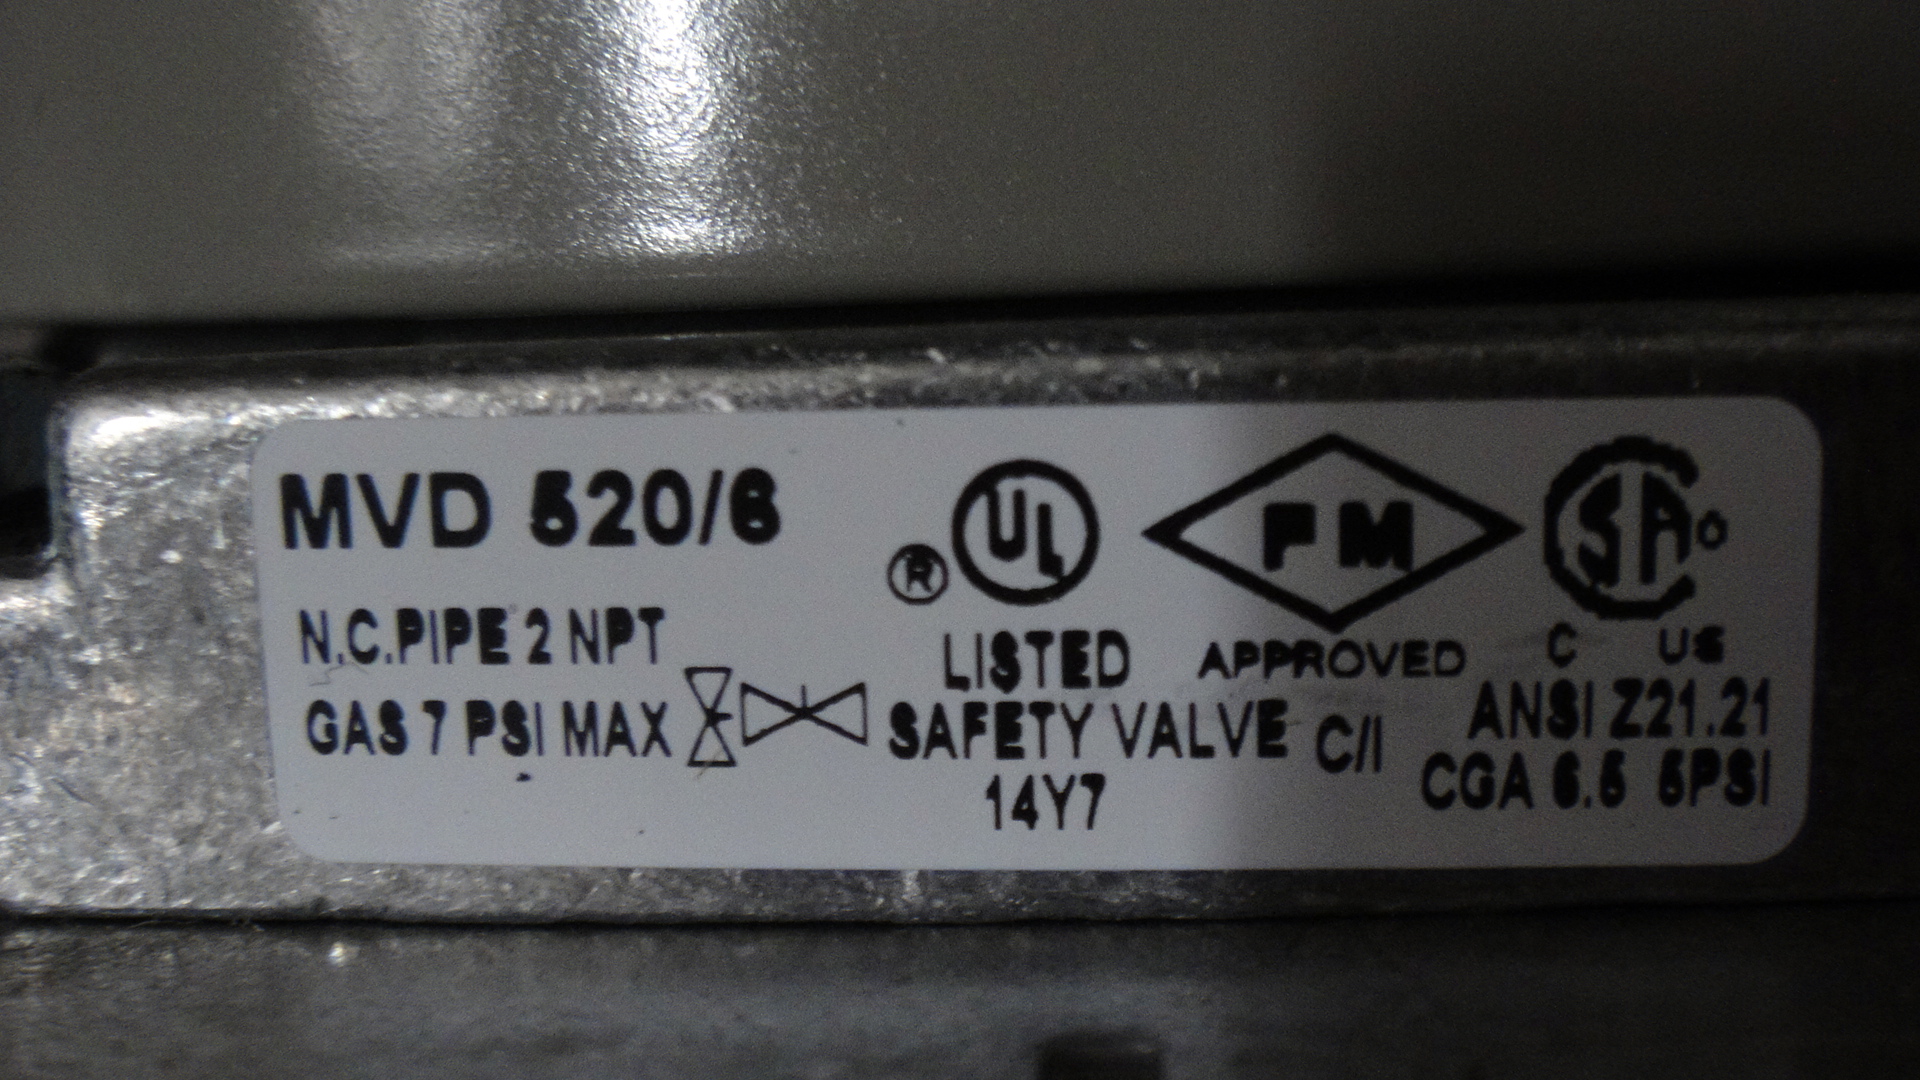 MVD 520/6
N.C.PIPE 2 NPT
GAS 7 PSI MAX
® UL
LISTED
SAFETY VALVE
14Y7
FM
APPROVED
C/I
CSA ®
C US
ANSI Z21.21
CGA 6.5 5PSI